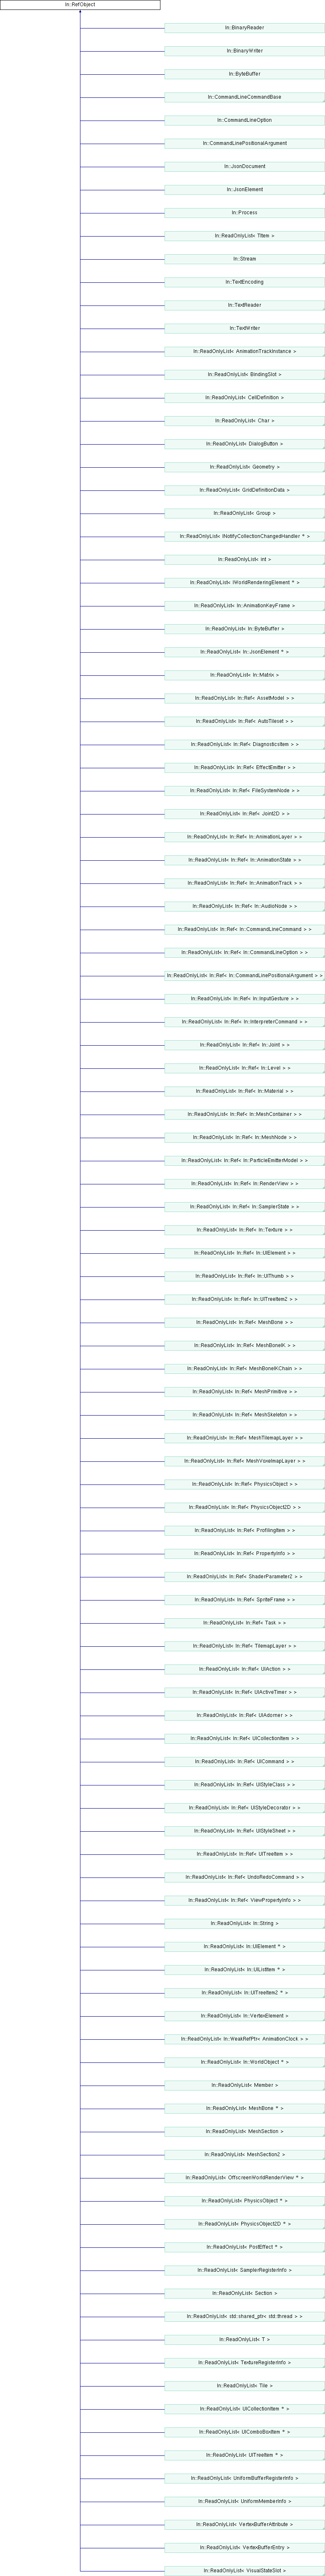 ln::RefObject
ln::BinaryReader
ln::BinaryWriter
ln::ByteBuffer
ln::CommandLineCommandBase
ln::CommandLineOption
ln::CommandLinePositionalArgument
ln::JsonDocument
ln::JsonElement
ln::Process
ln::ReadOnlyList< TItem >
ln::Stream
ln::TextEncoding
ln::TextReader
ln::TextWriter
ln::ReadOnlyList< AnimationTrackInstance >
ln::ReadOnlyList< BindingSlot >
ln::ReadOnlyList< CellDefinition >
ln::ReadOnlyList< Char >
ln::ReadOnlyList< DialogButton >
ln::ReadOnlyList< Geometry >
ln::ReadOnlyList< GridDefinitionData >
ln::ReadOnlyList< Group >
ln::ReadOnlyList< INotifyCollectionChangedHandler * >
ln::ReadOnlyList< int >
ln::ReadOnlyList< IWorldRenderingElement * >
ln::ReadOnlyList< ln::AnimationKeyFrame >
ln::ReadOnlyList< ln::ByteBuffer >
ln::ReadOnlyList< ln::JsonElement * >
ln::ReadOnlyList< ln::Matrix >
ln::ReadOnlyList< ln::Ref< AssetModel > >
ln::ReadOnlyList< ln::Ref< AutoTileset > >
ln::ReadOnlyList< ln::Ref< DiagnosticsItem > >
ln::ReadOnlyList< ln::Ref< EffectEmitter > >
ln::ReadOnlyList< ln::Ref< FileSystemNode > >
ln::ReadOnlyList< ln::Ref< Joint2D > >
ln::ReadOnlyList< ln::Ref< ln::AnimationLayer > >
ln::ReadOnlyList< ln::Ref< ln::AnimationState > >
ln::ReadOnlyList< ln::Ref< ln::AnimationTrack > >
ln::ReadOnlyList< ln::Ref< ln::AudioNode > >
ln::ReadOnlyList< ln::Ref< ln::CommandLineCommand > >
ln::ReadOnlyList< ln::Ref< ln::CommandLineOption > >
ln::ReadOnlyList< ln::Ref< ln::CommandLinePositionalArgument > >
ln::ReadOnlyList< ln::Ref< ln::InputGesture > >
ln::ReadOnlyList< ln::Ref< ln::InterpreterCommand > >
ln::ReadOnlyList< ln::Ref< ln::Joint > >
ln::ReadOnlyList< ln::Ref< ln::Level > >
ln::ReadOnlyList< ln::Ref< ln::Material > >
ln::ReadOnlyList< ln::Ref< ln::MeshContainer > >
ln::ReadOnlyList< ln::Ref< ln::MeshNode > >
ln::ReadOnlyList< ln::Ref< ln::ParticleEmitterModel > >
ln::ReadOnlyList< ln::Ref< ln::RenderView > >
ln::ReadOnlyList< ln::Ref< ln::SamplerState > >
ln::ReadOnlyList< ln::Ref< ln::Texture > >
ln::ReadOnlyList< ln::Ref< ln::UIElement > >
ln::ReadOnlyList< ln::Ref< ln::UIThumb > >
ln::ReadOnlyList< ln::Ref< ln::UITreeItem2 > >
ln::ReadOnlyList< ln::Ref< MeshBone > >
ln::ReadOnlyList< ln::Ref< MeshBoneIK > >
ln::ReadOnlyList< ln::Ref< MeshBoneIKChain > >
ln::ReadOnlyList< ln::Ref< MeshPrimitive > >
ln::ReadOnlyList< ln::Ref< MeshSkeleton > >
ln::ReadOnlyList< ln::Ref< MeshTilemapLayer > >
ln::ReadOnlyList< ln::Ref< MeshVoxelmapLayer > >
ln::ReadOnlyList< ln::Ref< PhysicsObject > >
ln::ReadOnlyList< ln::Ref< PhysicsObject2D > >
ln::ReadOnlyList< ln::Ref< ProfilingItem > >
ln::ReadOnlyList< ln::Ref< PropertyInfo > >
ln::ReadOnlyList< ln::Ref< ShaderParameter2 > >
ln::ReadOnlyList< ln::Ref< SpriteFrame > >
ln::ReadOnlyList< ln::Ref< Task > >
ln::ReadOnlyList< ln::Ref< TilemapLayer > >
ln::ReadOnlyList< ln::Ref< UIAction > >
ln::ReadOnlyList< ln::Ref< UIActiveTimer > >
ln::ReadOnlyList< ln::Ref< UIAdorner > >
ln::ReadOnlyList< ln::Ref< UICollectionItem > >
ln::ReadOnlyList< ln::Ref< UICommand > >
ln::ReadOnlyList< ln::Ref< UIStyleClass > >
ln::ReadOnlyList< ln::Ref< UIStyleDecorator > >
ln::ReadOnlyList< ln::Ref< UIStyleSheet > >
ln::ReadOnlyList< ln::Ref< UITreeItem > >
ln::ReadOnlyList< ln::Ref< UndoRedoCommand > >
ln::ReadOnlyList< ln::Ref< ViewPropertyInfo > >
ln::ReadOnlyList< ln::String >
ln::ReadOnlyList< ln::UIElement * >
ln::ReadOnlyList< ln::UIListItem * >
ln::ReadOnlyList< ln::UITreeItem2 * >
ln::ReadOnlyList< ln::VertexElement >
ln::ReadOnlyList< ln::WeakRefPtr< AnimationClock > >
ln::ReadOnlyList< ln::WorldObject * >
ln::ReadOnlyList< Member >
ln::ReadOnlyList< MeshBone * >
ln::ReadOnlyList< MeshSection >
ln::ReadOnlyList< MeshSection2 >
ln::ReadOnlyList< OffscreenWorldRenderView * >
ln::ReadOnlyList< PhysicsObject * >
ln::ReadOnlyList< PhysicsObject2D * >
ln::ReadOnlyList< PostEffect * >
ln::ReadOnlyList< SamplerRegisterInfo >
ln::ReadOnlyList< Section >
ln::ReadOnlyList< std::shared_ptr< std::thread > >
ln::ReadOnlyList< T >
ln::ReadOnlyList< TextureRegisterInfo >
ln::ReadOnlyList< Tile >
ln::ReadOnlyList< UICollectionItem * >
ln::ReadOnlyList< UIComboBoxItem * >
ln::ReadOnlyList< UITreeItem * >
ln::ReadOnlyList< UniformBufferRegisterInfo >
ln::ReadOnlyList< UniformMemberInfo >
ln::ReadOnlyList< VertexBufferAttribute >
ln::ReadOnlyList< VertexBufferEntry >
ln::ReadOnlyList< VisualStateSlot >